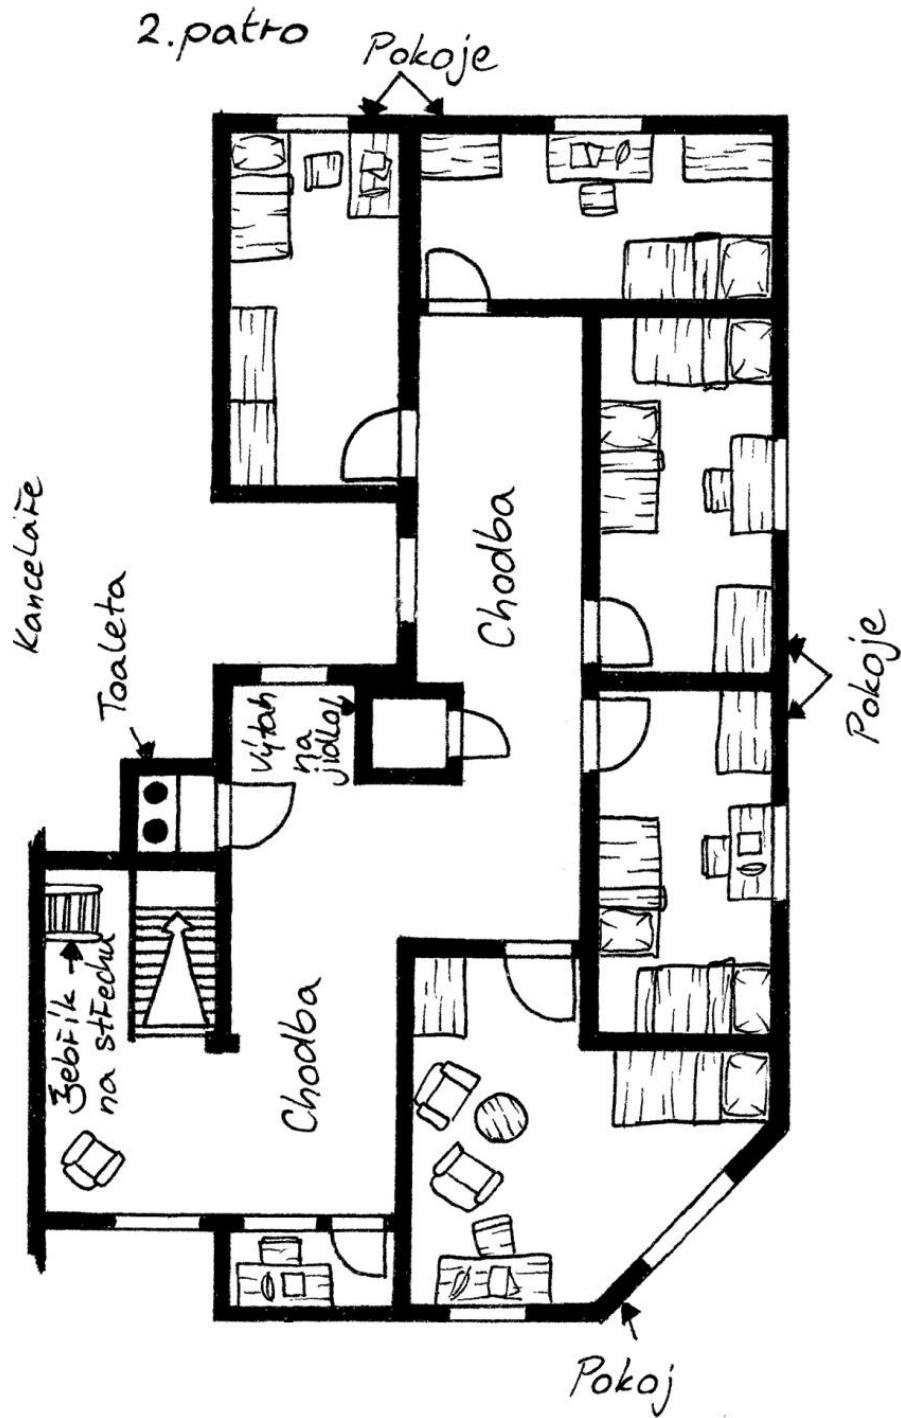 2. patro
Pokoje
Kanceláře
Toaleta
Chodba
výtah
na
jídlo
Pokoje
Žebřík
na střechu
Chodba
Pokoj